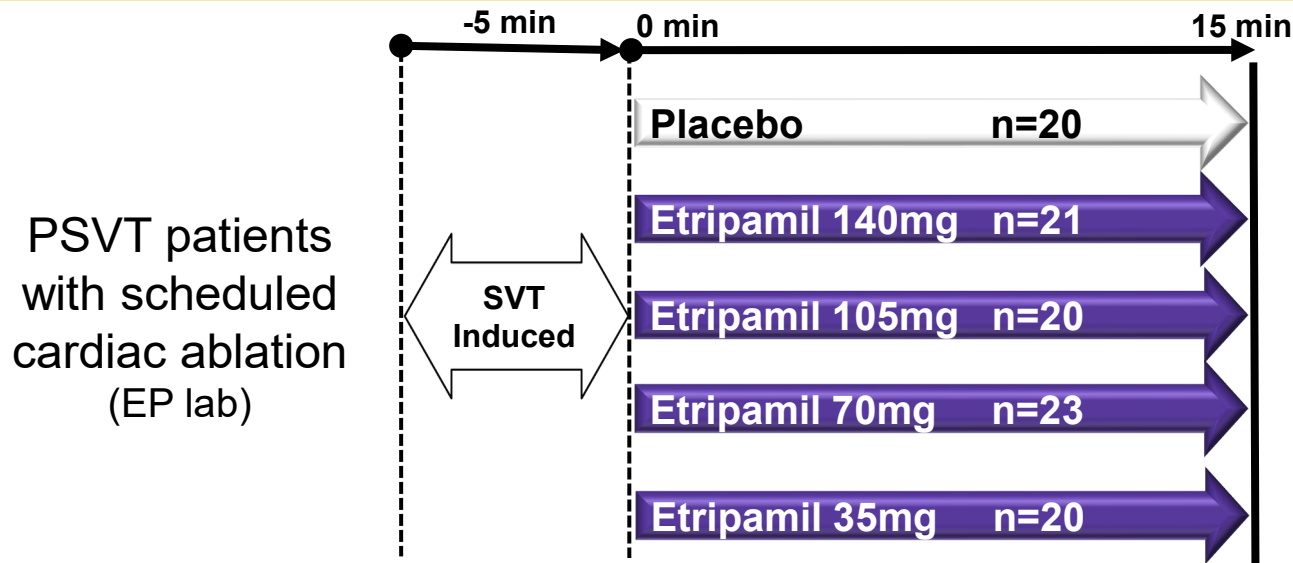 -5 min
0 min
15 min
PSVT patients
with scheduled
cardiac ablation
(EP lab)
SVT
Induced
Placebo n=20
Etripamil 140mg n=21
Etripamil 105mg n=20
Etripamil 70mg n=23
Etripamil 35mg n=20